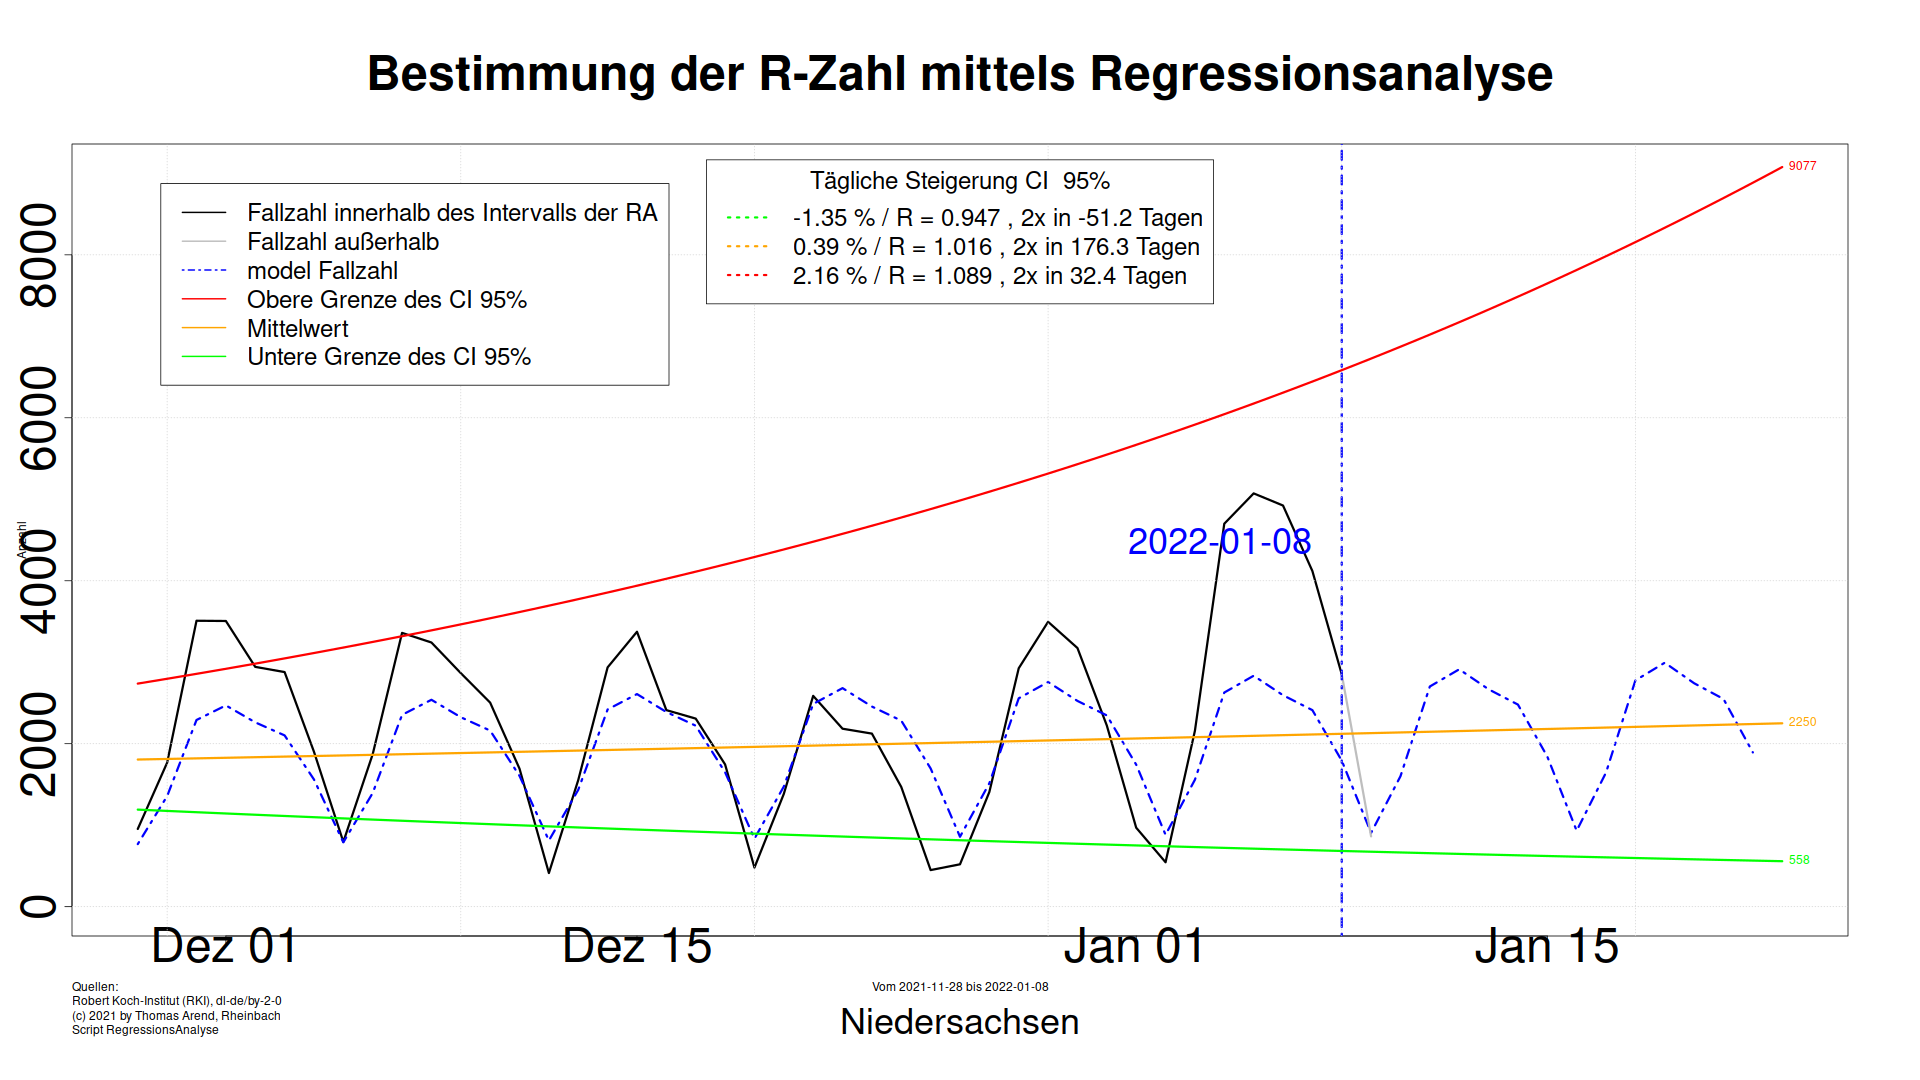 Bestimmung der R-Zahl mittels Regressionsanalyse
Fallzahl innerhalb des Intervalls der RA
Fallzahl außerhalb
model Fallzahl
Obere Grenze des CI 95%
Mittelwert
Untere Grenze des CI 95%
Tägliche Steigerung CI  95%
-1.35 % / R = 0.947 , 2x in -51.2 Tagen
0.39 % / R = 1.016 , 2x in 176.3 Tagen
2.16 % / R = 1.089 , 2x in 32.4 Tagen
9077
2250
558
2022-01-08
Anzahl
8000
6000
4000
2000
0
Dez 01
Dez 15
Jan 01
Jan 15
Quellen:
Robert Koch-Institut (RKI), dl-de/by-2-0
(c) 2021 by Thomas Arend, Rheinbach
Script RegressionsAnalyse
Vom 2021-11-28 bis 2022-01-08
Niedersachsen